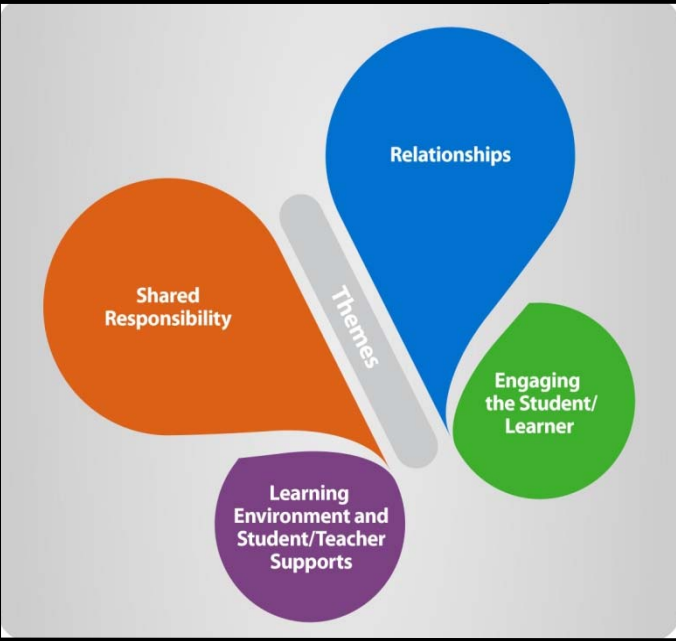 Relationships
Shared
Responsibility
Themes
Engaging
the Student/
Learner
Learning
Environment and
Student/Teacher
Supports